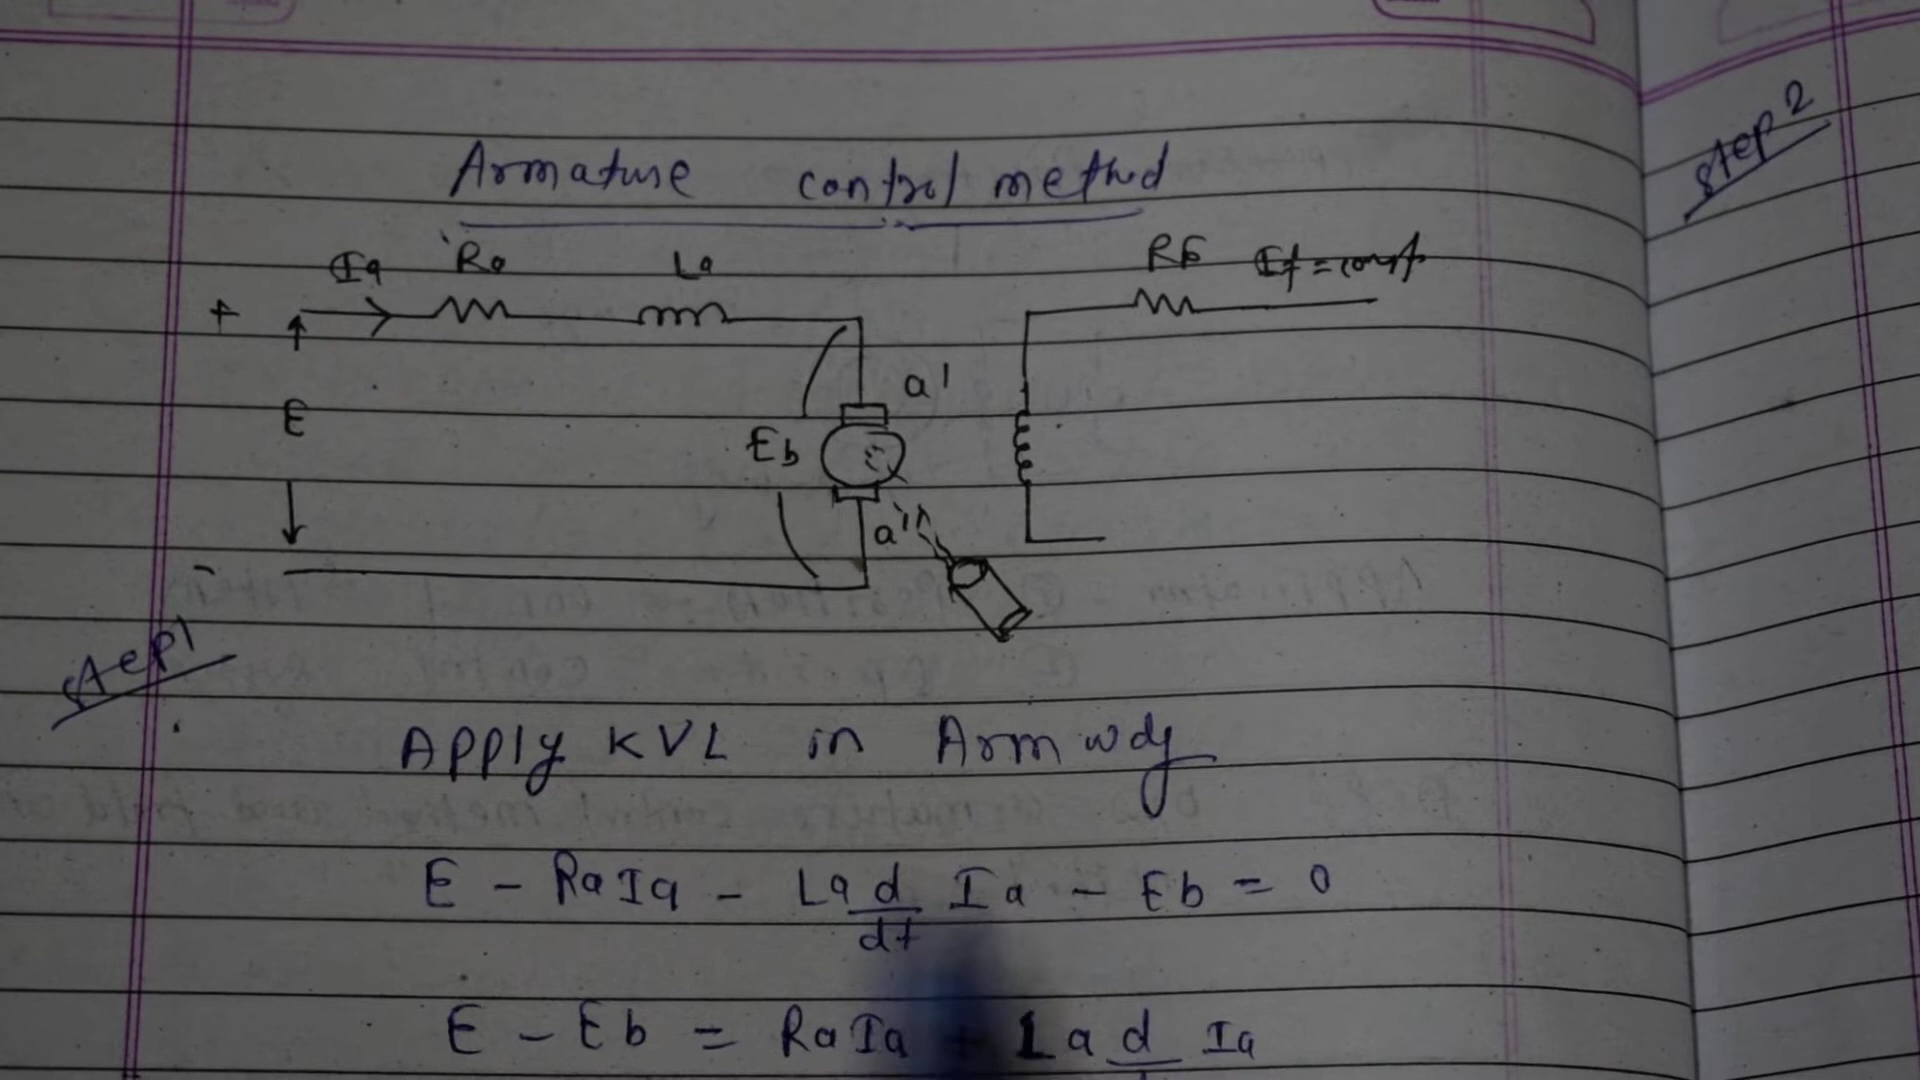 Armature control method
Ia Ra La Rf If = const
+
E
a'
Eb
a"
-
step 1
Apply KVL in Arm wdg
E - RaIa - La d/dt Ia - Eb = 0
E - Eb = RaIa + La d Ia
step 2